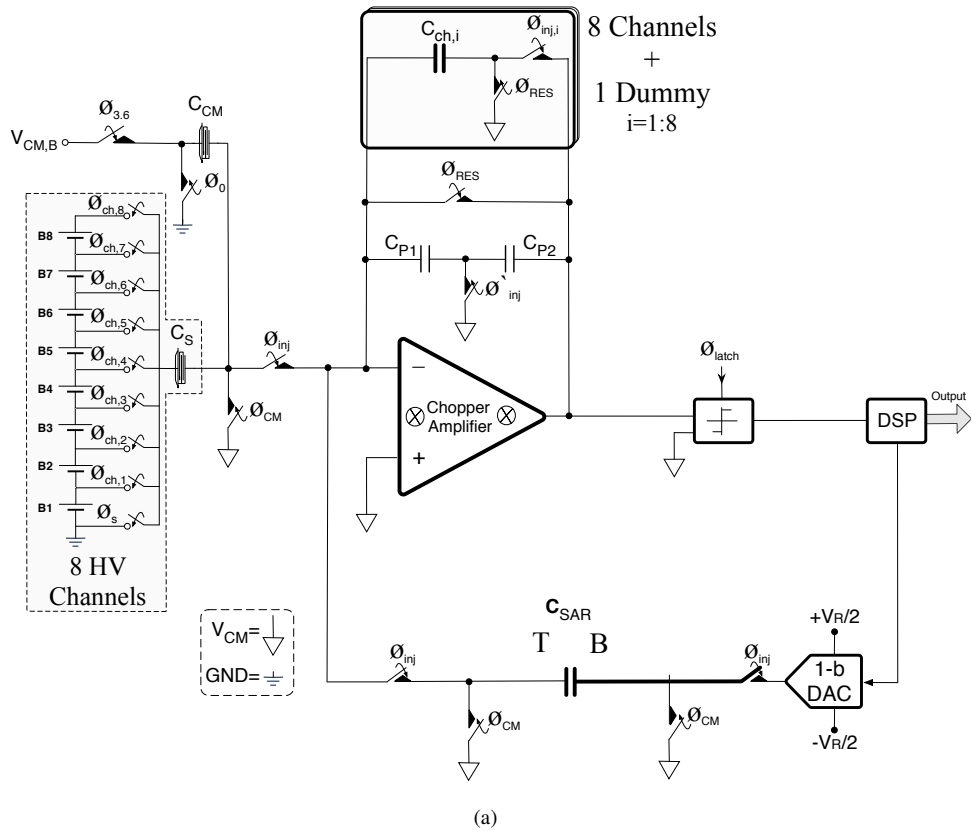 C_ch,i
Ø_inj,i
Ø_RES
8 Channels
+
1 Dummy
i=1:8
Ø_3.6
C_CM
V_CM,B
Ø_0
Ø_RES
C_P1
C_P2
Ø`_inj
Ø_ch,8
B8
Ø_ch,7
B7
Ø_ch,6
B6
Ø_ch,5
B5
Ø_ch,4
B4
Ø_ch,3
B3
Ø_ch,2
B2
Ø_ch,1
B1
Ø_s
8 HV
Channels
C_S
Ø_inj
Ø_CM
−
Chopper
Amplifier
+
Ø_latch
DSP
Output
V_CM=
GND=
C_SAR
T B
Ø_inj
Ø_CM
Ø_CM
Ø_inj
+VR/2
1-b
DAC
-VR/2
(a)